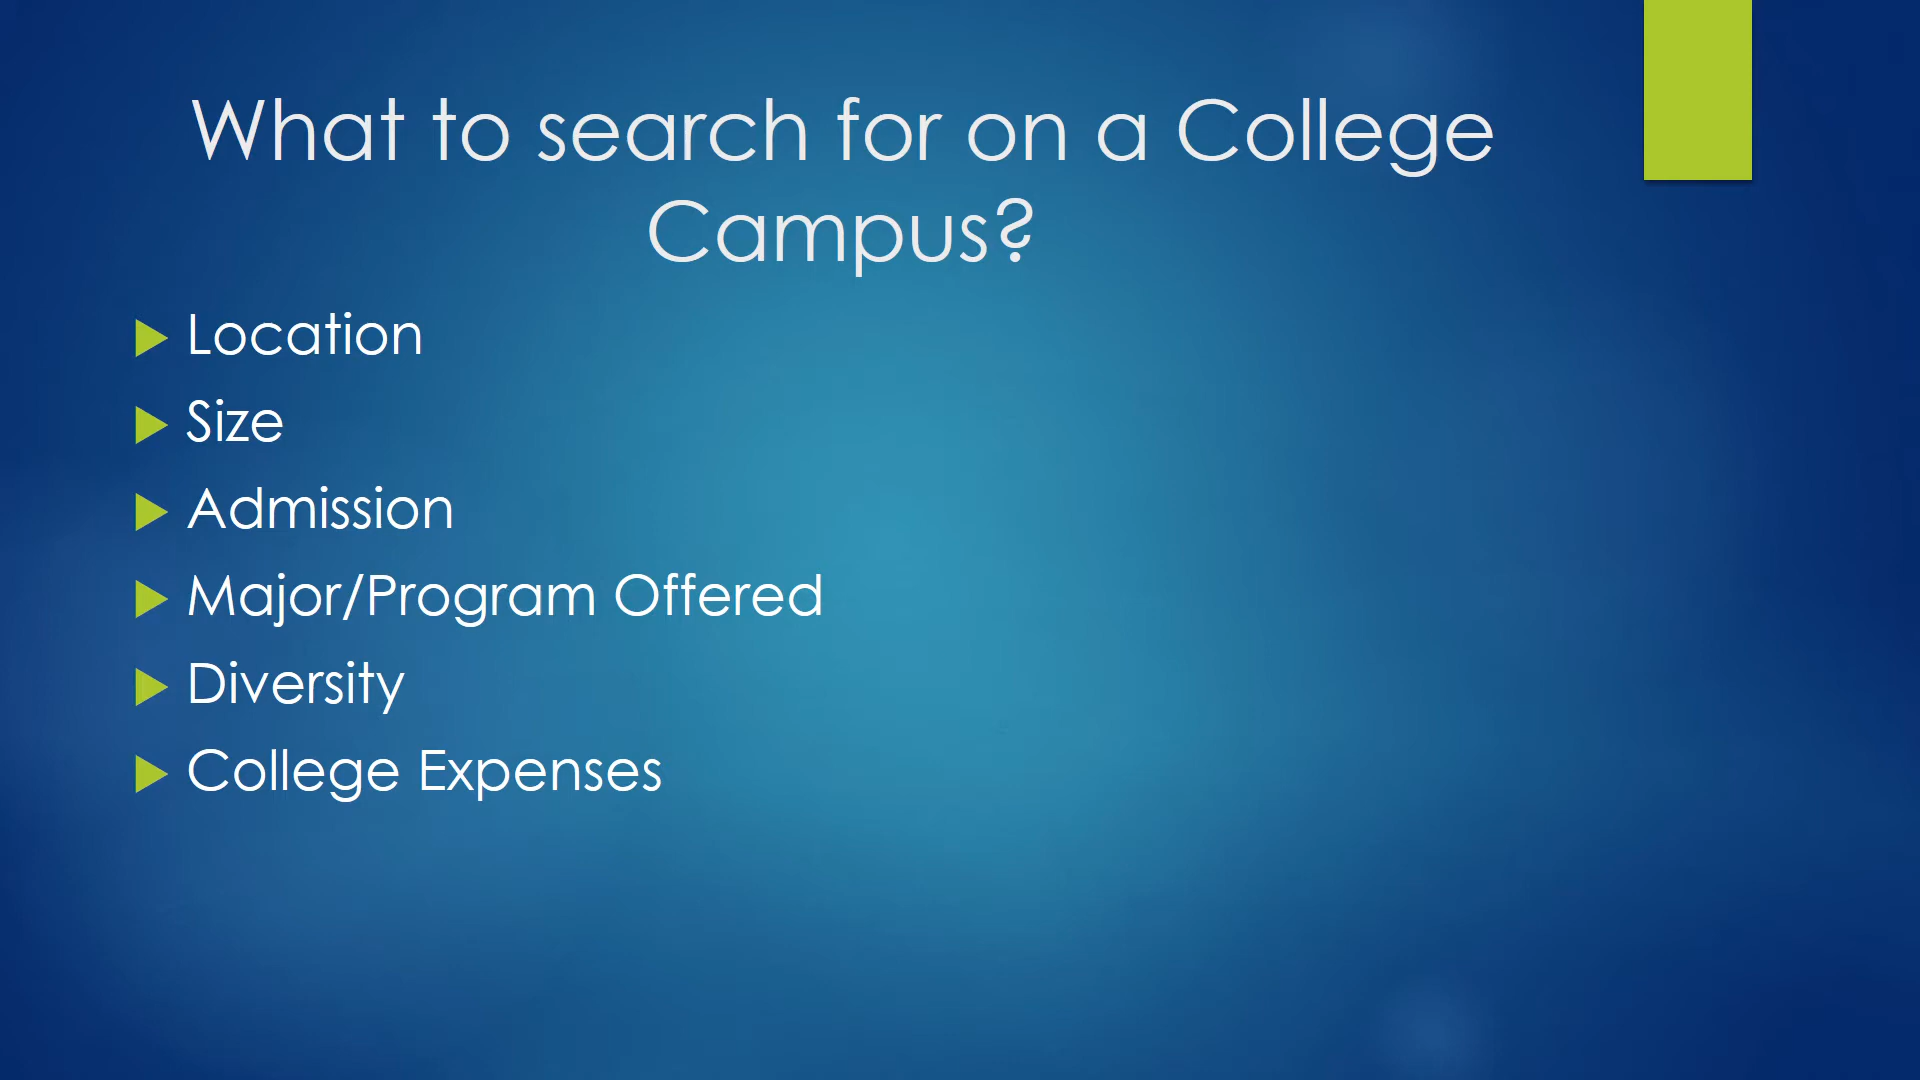 What to search for on a College
Campus?
Location
Size
Admission
Major/Program Offered
Diversity
College Expenses